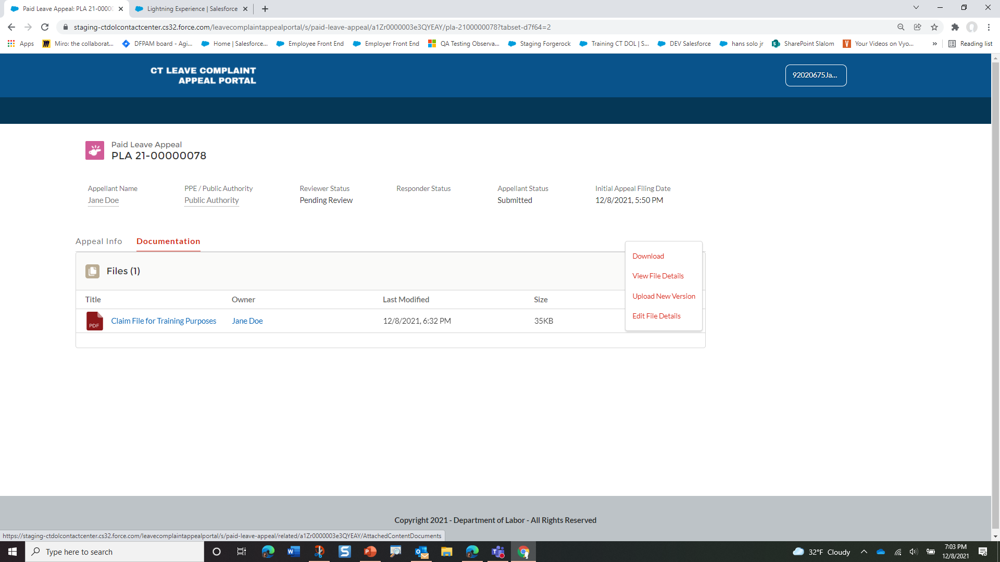 Paid Leave Appeal: PLA 21-0000
Lightning Experience | Salesforce
staging-ctdolcontactcenter.cs32.force.com/leavecomplaintappealportal/s/paid-leave-appeal/a1Zr0000003e3QYEAY/pla-2100000078?tabset-d7f64=2
Apps Miro: the collaborat... DFPAM board - Agi... Home | Salesforce... Employee Front End Employer Front End QA Testing Observa... Staging Forgerock Training CT DOL | S... DEV Salesforce hans solo jr SharePoint Slalom Your Videos on Vyo... » Reading list
CT LEAVE COMPLAINT
APPEAL PORTAL
92020675Ja...
Paid Leave Appeal
PLA 21-00000078
Appellant Name PPE / Public Authority Reviewer Status Responder Status Appellant Status Initial Appeal Filing Date
Jane Doe Public Authority Pending Review Submitted 12/8/2021, 5:50 PM
Appeal Info Documentation
Files (1)
Title Owner Last Modified Size
PDF Claim File for Training Purposes Jane Doe 12/8/2021, 6:32 PM 35KB
Download
View File Details
Upload New Version
Edit File Details
Copyright 2021 - Department of Labor - All Rights Reserved
https://staging-ctdolcontactcenter.cs32.force.com/leavecomplaintappealportal/s/paid-leave-appeal/related/a1Zr0000003e3QYEAY/AttachedContentDocuments
Type here to search
32°F Cloudy
7:03 PM
12/8/2021